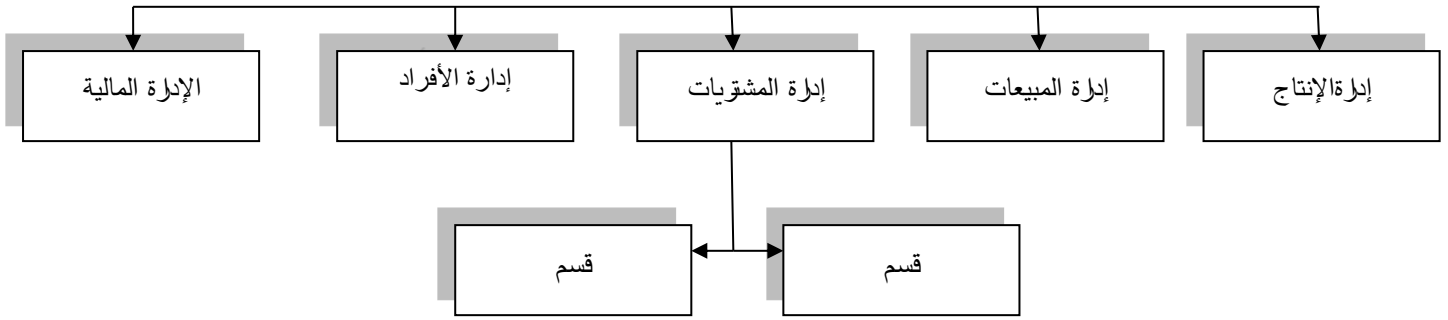 إدارةالإنتاج
إدارة المبيعات
إدارة المشتريات
إدارة الأفراد
الإدارة المالية
قسم
قسم